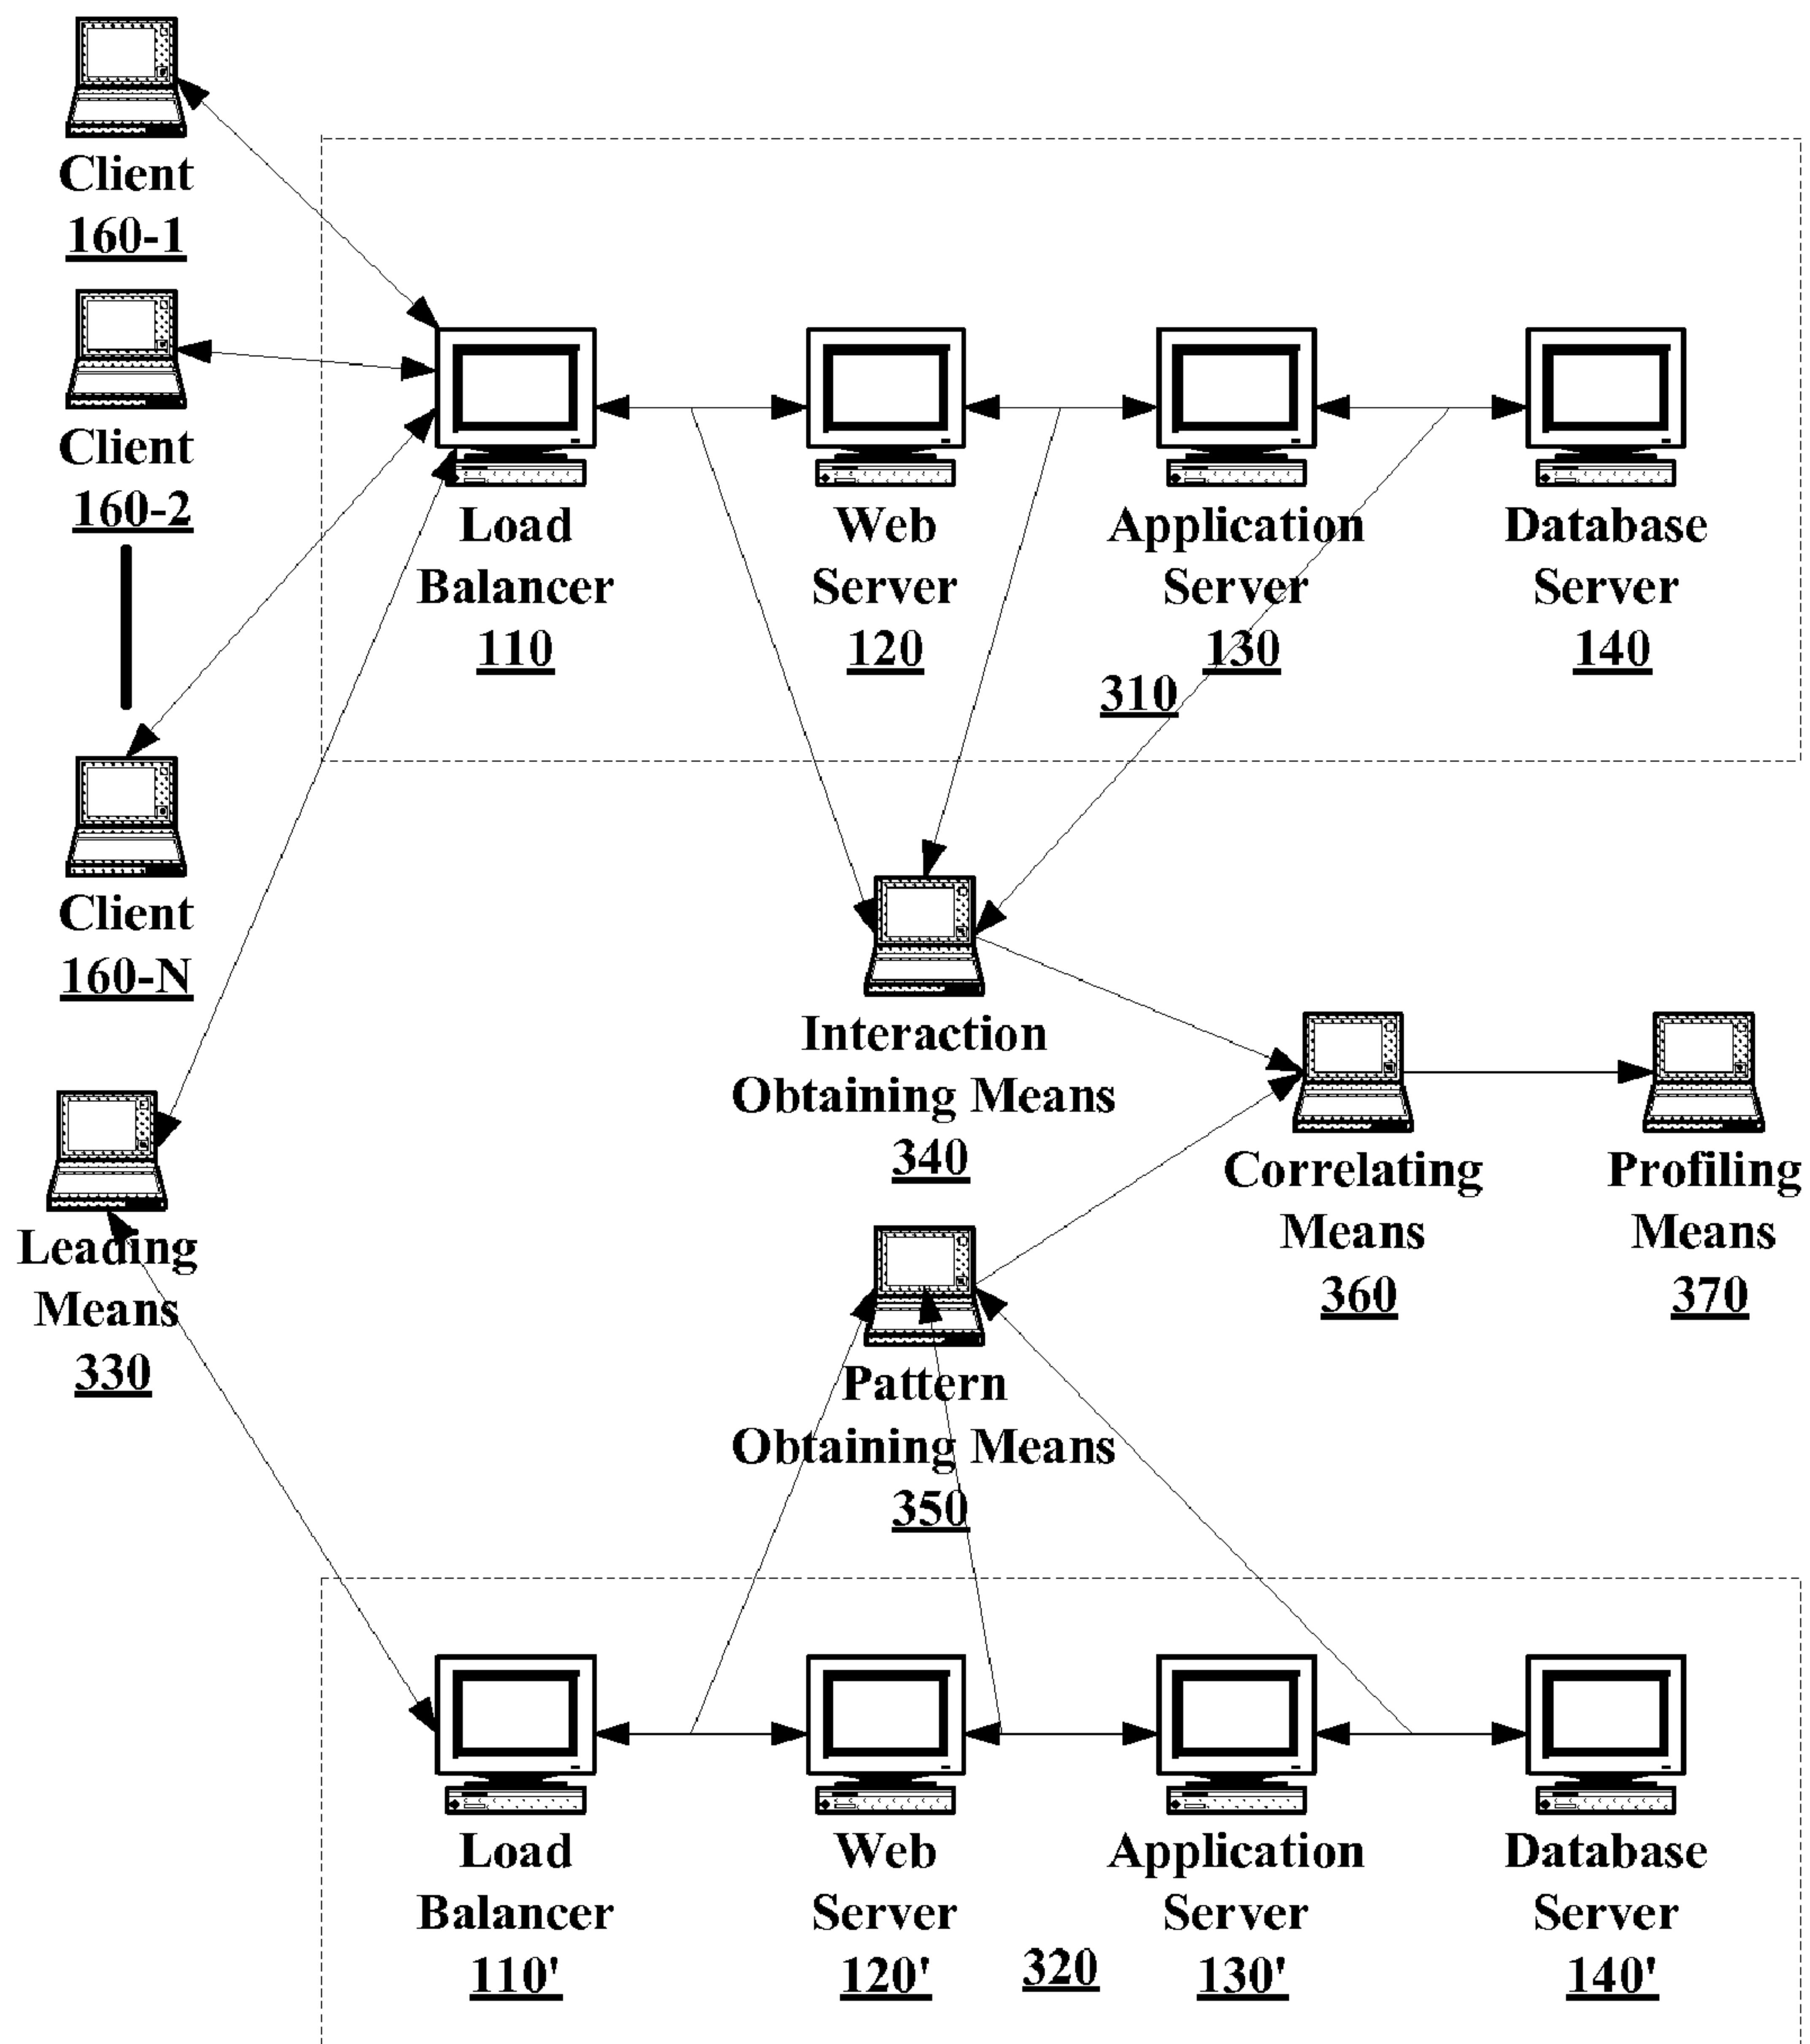 Client
160-1
Client
160-2
Load
Balancer
110
Web
Server
120
Application
Server
130
Database
Server
140
310
Client
160-N
Interaction
Obtaining Means
340
Correlating
Means
360
Profiling
Means
370
Leading
Means
330
Pattern
Obtaining Means
350
Load
Balancer
110'
Web
Server
120'
320
Application
Server
130'
Database
Server
140'